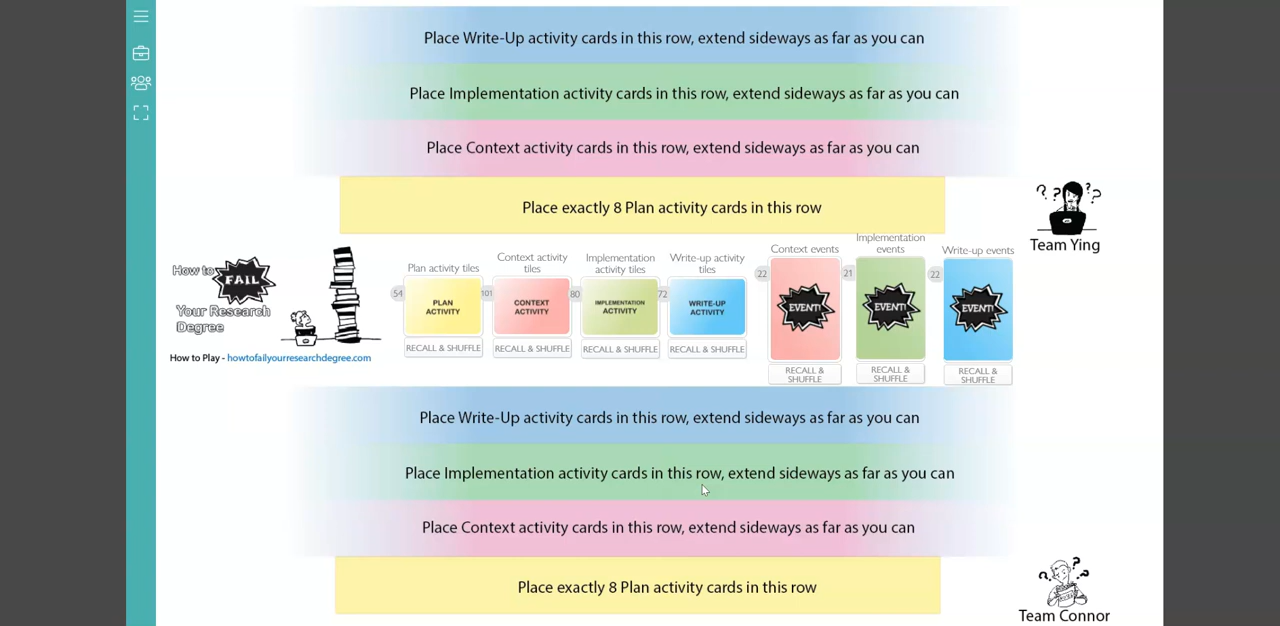 Place Write-Up activity cards in this row, extend sideways as far as you can
Place Implementation activity cards in this row, extend sideways as far as you can
Place Context activity cards in this row, extend sideways as far as you can
Place exactly 8 Plan activity cards in this row
Team Ying
How to
FAIL
Your Research
Degree
How to Play - howtofailyourresearchdegree.com
Plan activity tiles
54
PLAN
ACTIVITY
RECALL & SHUFFLE
Context activity
tiles
101
CONTEXT
ACTIVITY
RECALL & SHUFFLE
Implementation
activity tiles
80
IMPLEMENTATION
ACTIVITY
RECALL & SHUFFLE
Write-up activity
tiles
72
WRITE-UP
ACTIVITY
RECALL & SHUFFLE
Context events
22
EVENT!
RECALL &
SHUFFLE
Implementation
events
21
EVENT!
RECALL &
SHUFFLE
Write-up events
22
EVENT!
RECALL &
SHUFFLE
Place Write-Up activity cards in this row, extend sideways as far as you can
Place Implementation activity cards in this row, extend sideways as far as you can
Place Context activity cards in this row, extend sideways as far as you can
Place exactly 8 Plan activity cards in this row
Team Connor